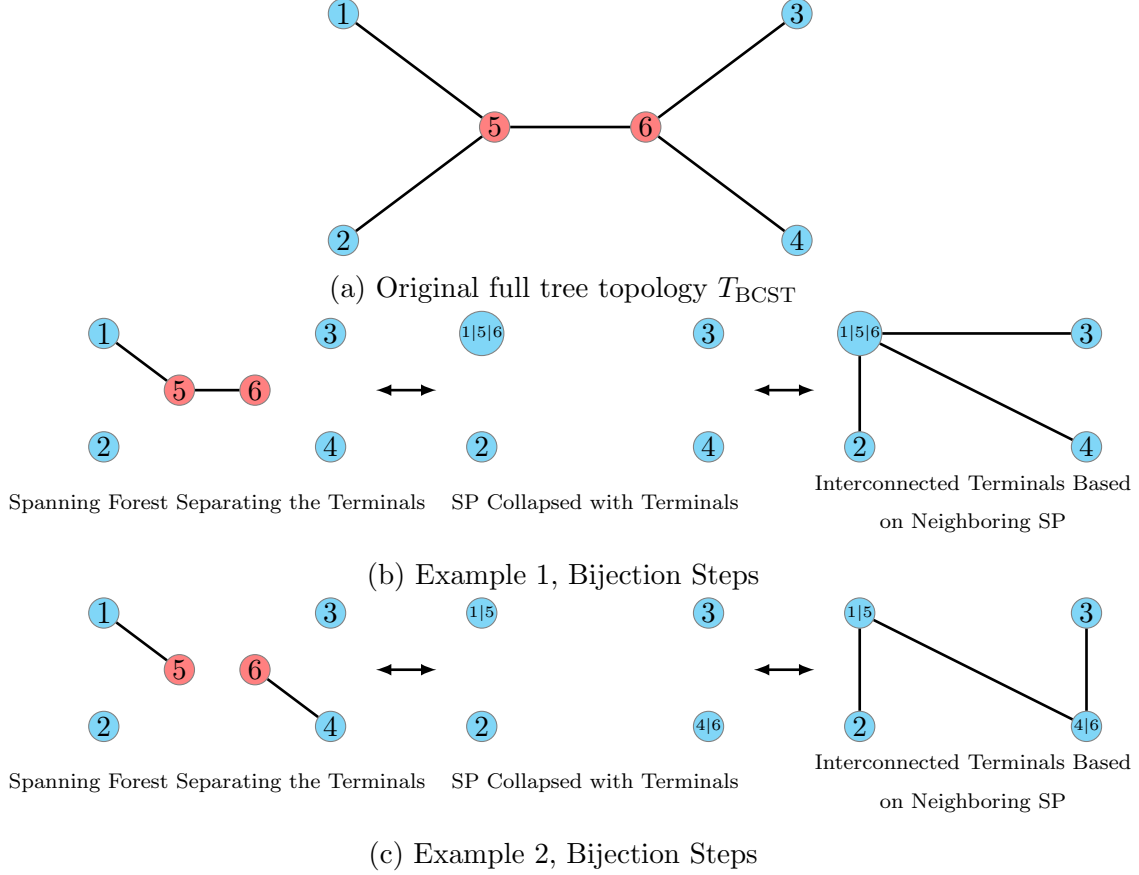 1 3
5 6
2 4
(a) Original full tree topology T_BCST
1 3 1|5|6 3 1|5|6 3
5 6
2 4 2 4 2 4
Spanning Forest Separating the Terminals SP Collapsed with Terminals Interconnected Terminals Based
on Neighboring SP
(b) Example 1, Bijection Steps
1 3 1|5 3 1|5 3
5 6
2 4 2 4|6 2 4|6
Spanning Forest Separating the Terminals SP Collapsed with Terminals Interconnected Terminals Based
on Neighboring SP
(c) Example 2, Bijection Steps